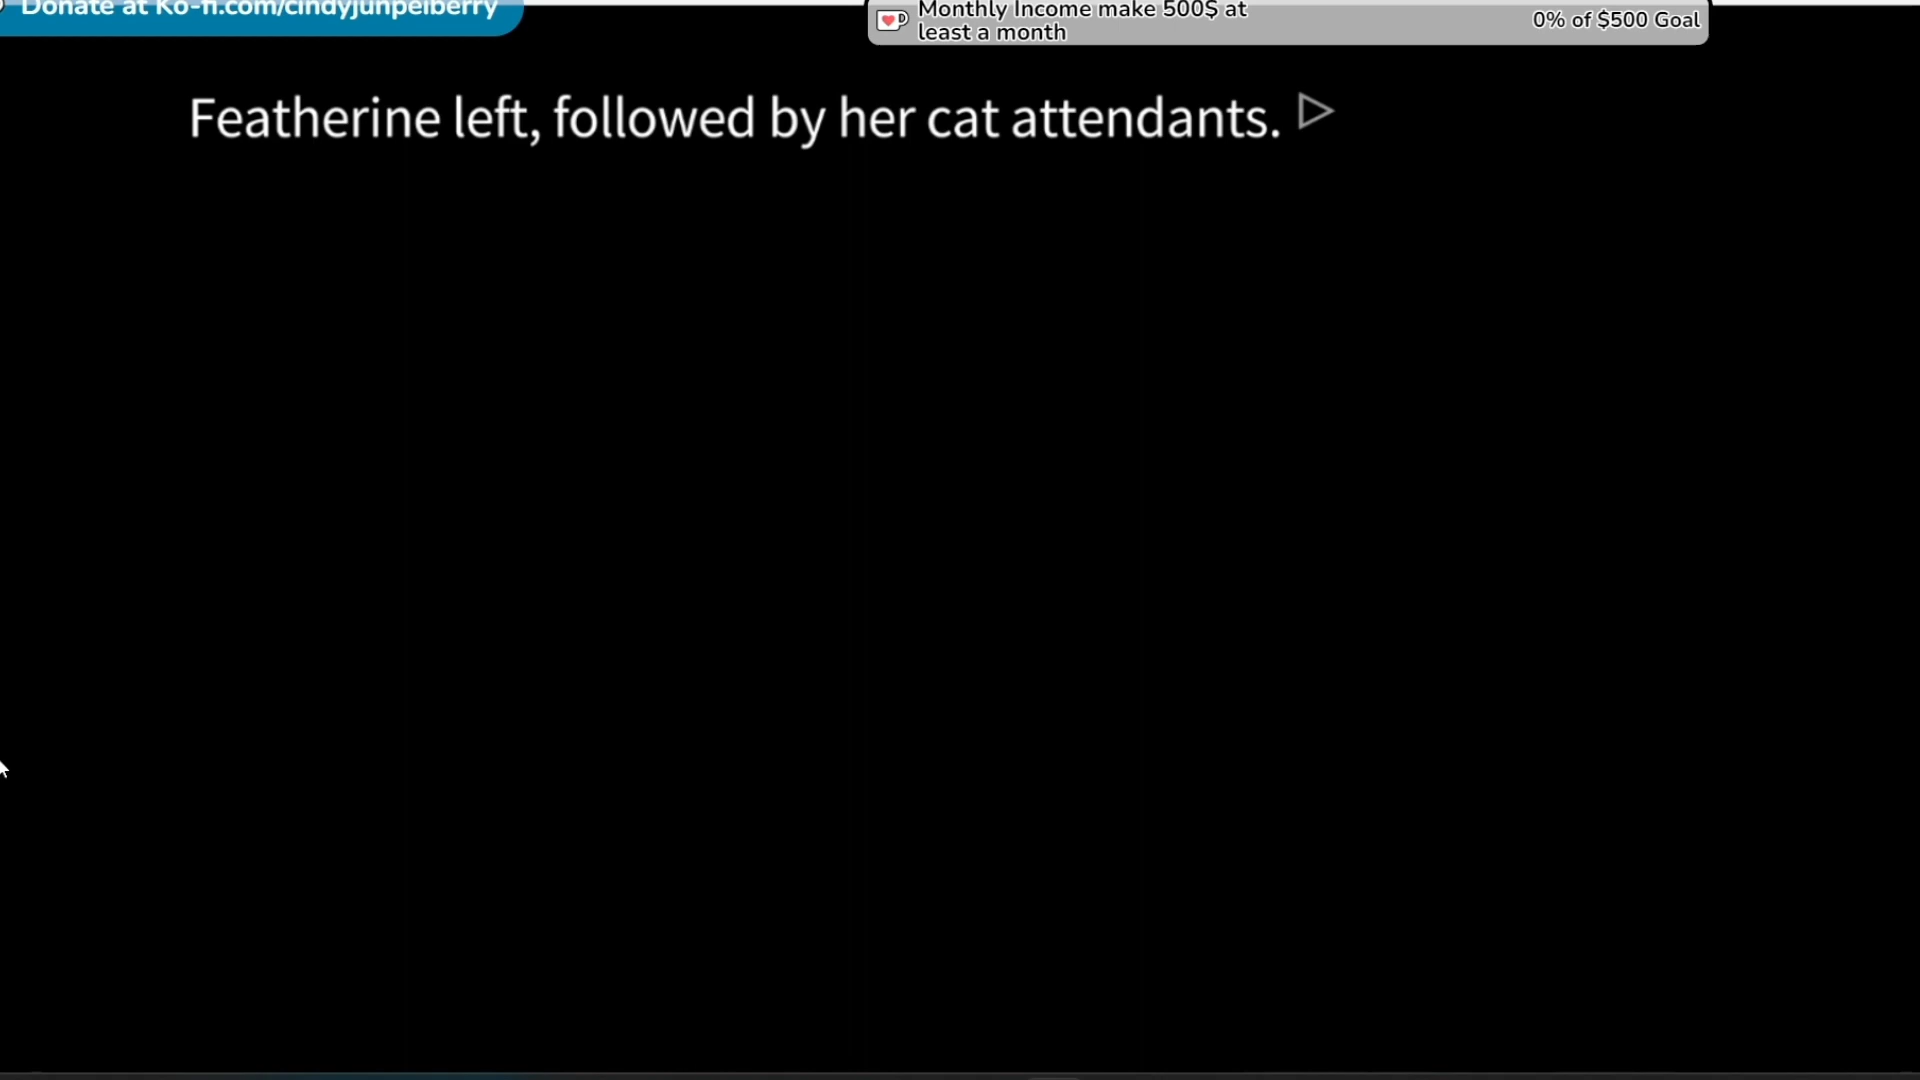 Donate at Ko-fi.com/cindyjunpeiberry
Monthly Income make 500$ at
least a month
0% of $500 Goal
Featherine left, followed by her cat attendants.